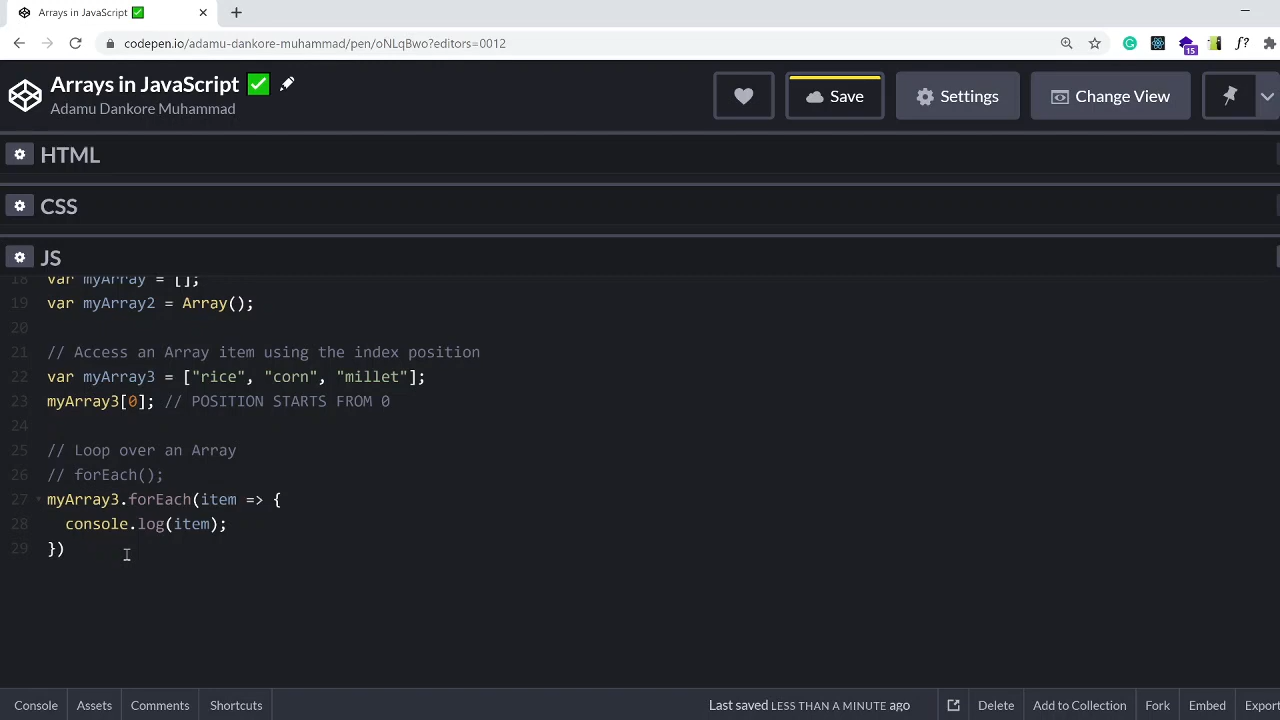 Arrays in JavaScript ✅
codepen.io/adamu-dankore-muhammad/pen/oNLqBwo?editors=0012
15
f?
Arrays in JavaScript ✅
Adamu Dankore Muhammad
Save
Settings
Change View
HTML
CSS
JS
18 var myArray = [];
19 var myArray2 = Array();
20
21 // Access an Array item using the index position
22 var myArray3 = ["rice", "corn", "millet"];
23 myArray3[0]; // POSITION STARTS FROM 0
24
25 // Loop over an Array
26 // forEach();
27 myArray3.forEach(item => {
28 console.log(item);
29 })
Console Assets Comments Shortcuts Last saved LESS THAN A MINUTE ago Delete Add to Collection Fork Embed Export